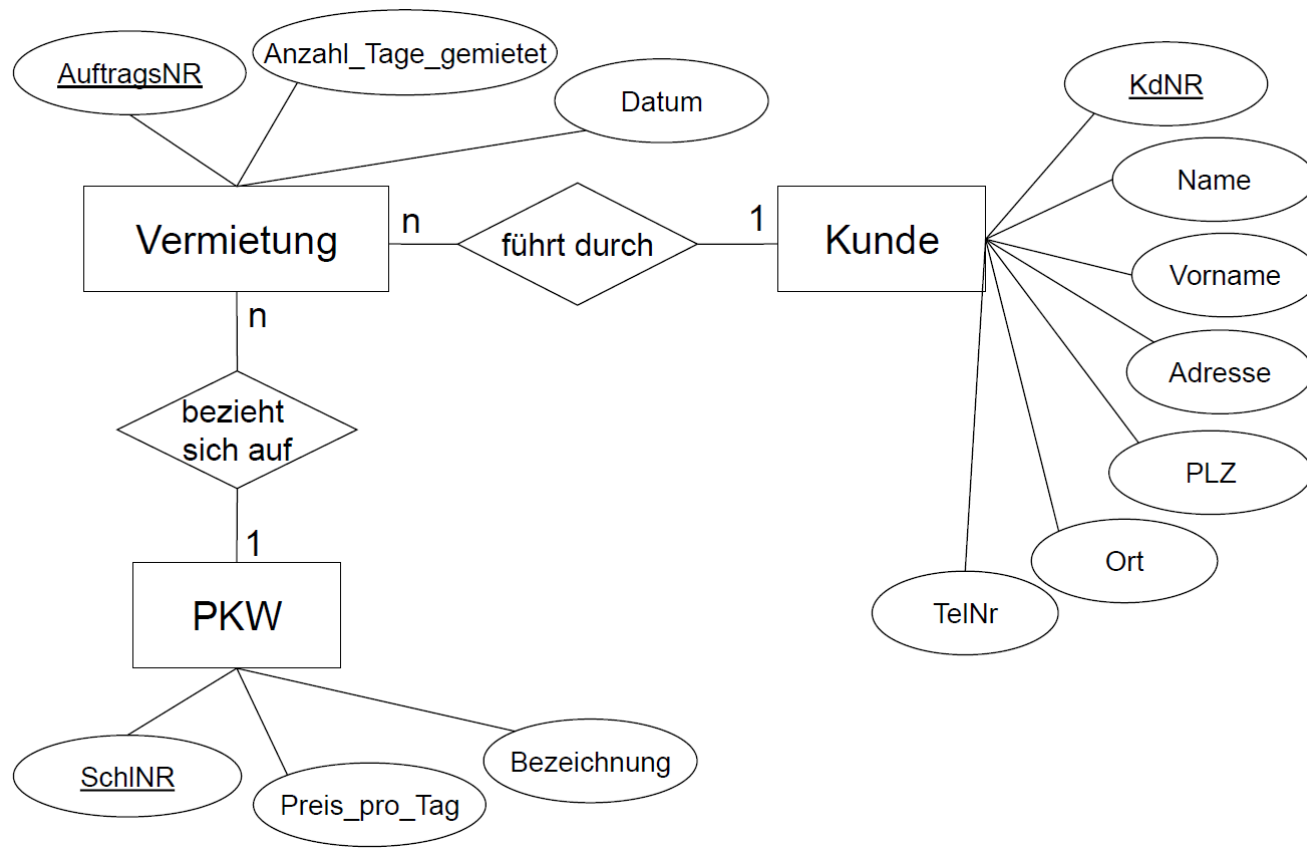 AuftragsNR
Anzahl_Tage_gemietet
Datum
KdNR
Name
Vermietung
n
führt durch
1
Kunde
Vorname
n
Adresse
bezieht
sich auf
PLZ
1
Ort
PKW
TelNr
Bezeichnung
SchlNR
Preis_pro_Tag